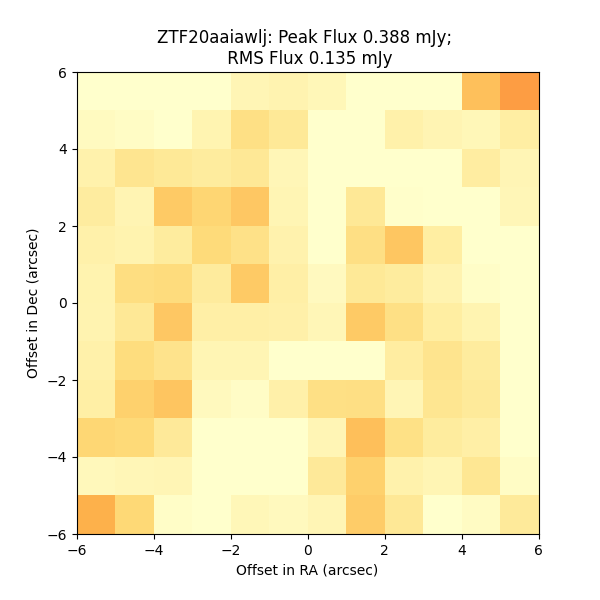 ZTF20aaiawlj: Peak Flux 0.388 mJy;
RMS Flux 0.135 mJy
6
4
2
0
−2
−4
−6
Offset in Dec (arcsec)
−6 −4 −2 0 2 4 6
Offset in RA (arcsec)